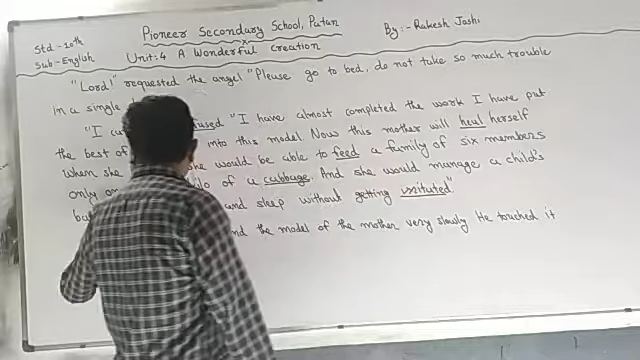 Std - 10th
Sub - English
Pioneer Secondary School, Patan
By :- Rakesh Joshi
Unit: 4 A Wonderful Creation
"Lord!" requested the angel "Please go to bed, do not take so much trouble
in a single
"I used "I have almost completed the work I have put
the best of into this model Now this mother will heal herself
when she she would be able to feed a family of six members
only on kilo of a cabbage. And she would manage a child's
and sleep without getting
the model of the mother very slowly He touched it